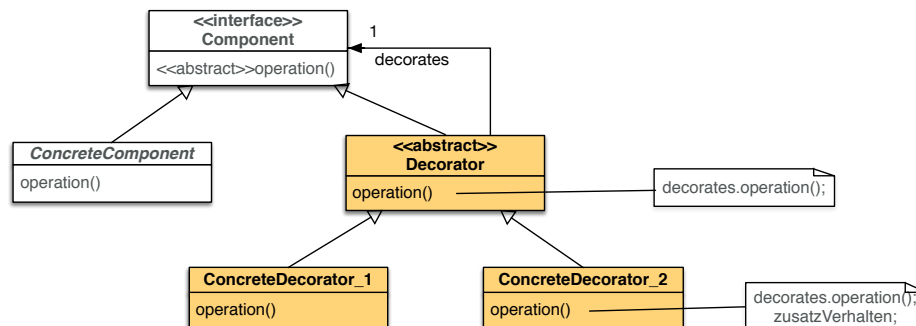 <<interface>>
Component
<<abstract>>operation()
1
decorates
ConcreteComponent
operation()
<<abstract>>
Decorator
operation()
decorates.operation();
ConcreteDecorator_1
operation()
ConcreteDecorator_2
operation()
decorates.operation();
zusatzVerhalten;